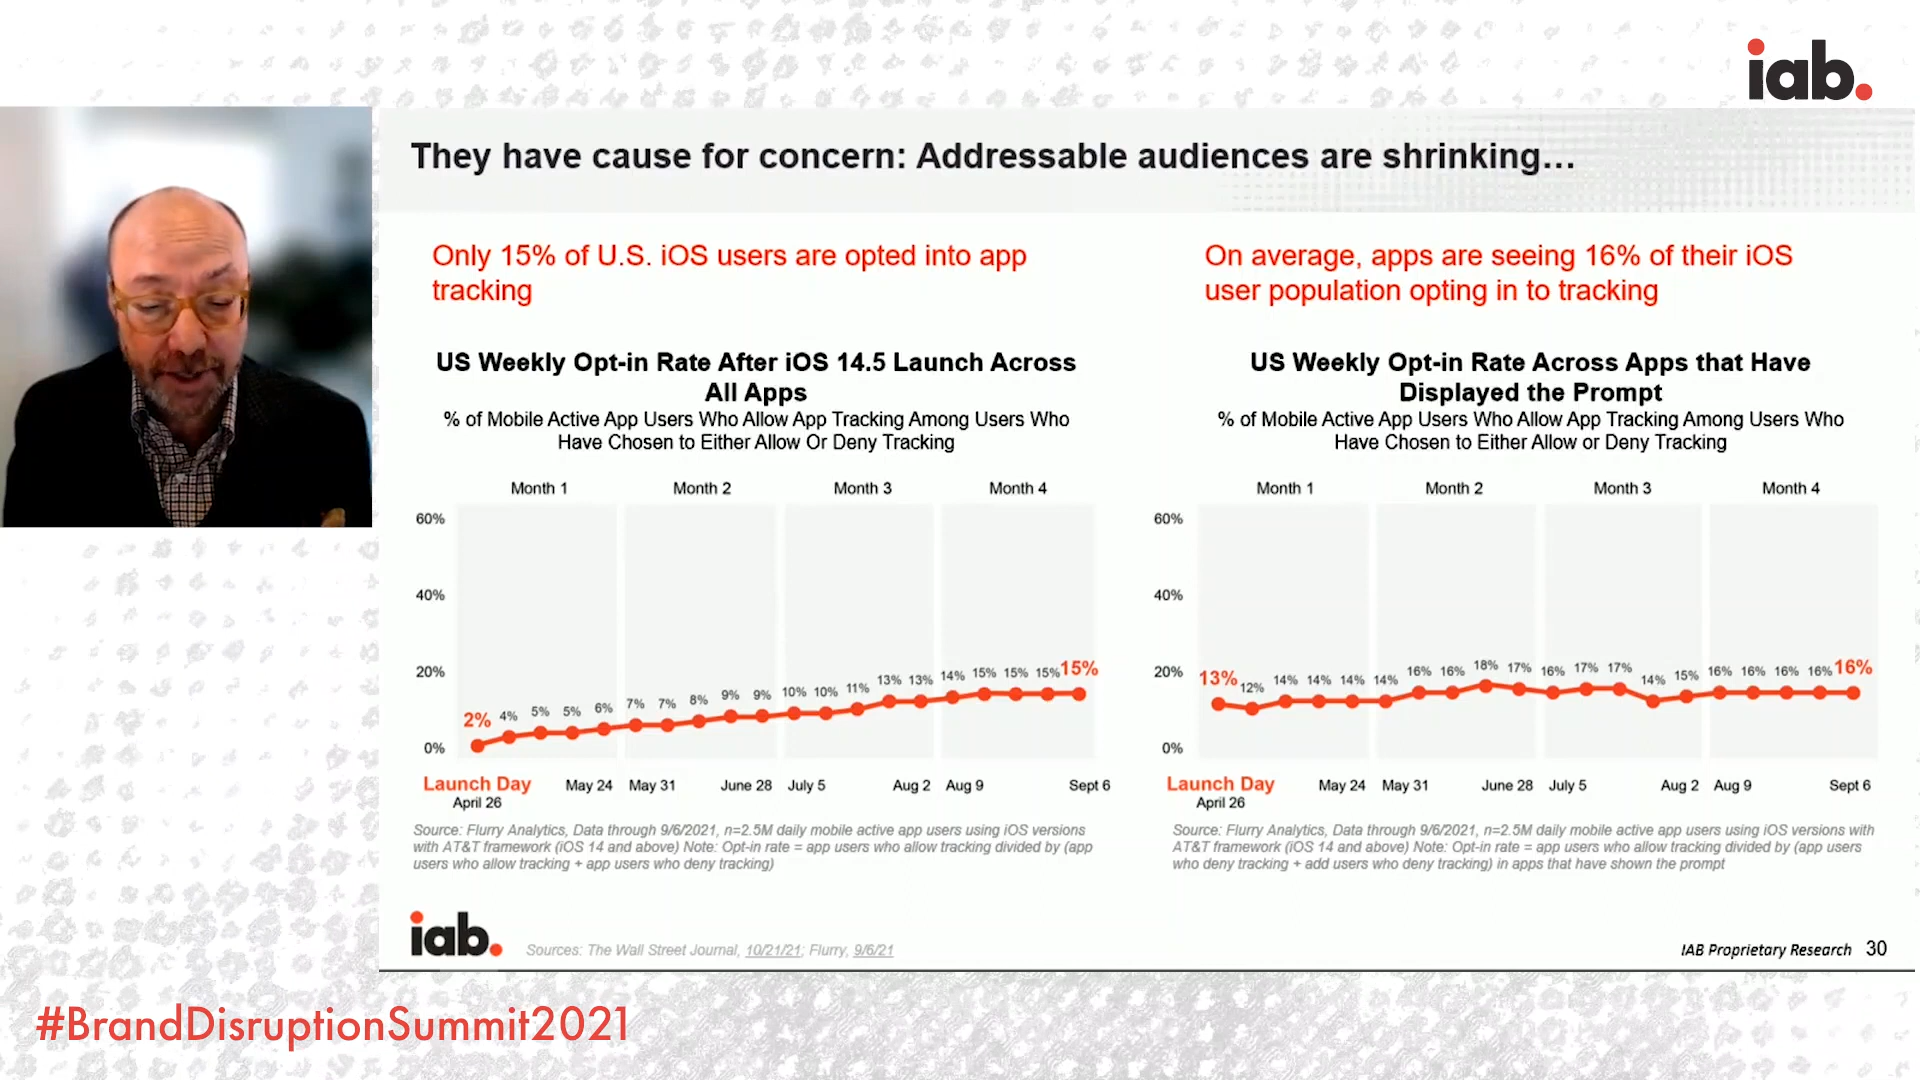 iab.
They have cause for concern: Addressable audiences are shrinking...
Only 15% of U.S. iOS users are opted into app
tracking
US Weekly Opt-in Rate After iOS 14.5 Launch Across
All Apps
% of Mobile Active App Users Who Allow App Tracking Among Users Who
Have Chosen to Either Allow Or Deny Tracking
Month 1 Month 2 Month 3 Month 4
60%
40%
20%
0%
2% 4% 5% 5% 6% 7% 7% 8% 9% 9% 10% 10% 11% 13% 13% 14% 15% 15% 15% 15%
Launch Day May 24 May 31 June 28 July 5 Aug 2 Aug 9 Sept 6
April 26
Source: Flurry Analytics, Data through 9/6/2021, n=2.5M daily mobile active app users using iOS versions
with AT&T framework (iOS 14 and above) Note: Opt-in rate = app users who allow tracking divided by (app
users who allow tracking + app users who deny tracking)
On average, apps are seeing 16% of their iOS
user population opting in to tracking
US Weekly Opt-in Rate Across Apps that Have
Displayed the Prompt
% of Mobile Active App Users Who Allow App Tracking Among Users Who
Have Chosen to Either Allow or Deny Tracking
Month 1 Month 2 Month 3 Month 4
60%
40%
20%
0%
13% 12% 14% 14% 14% 14% 16% 16% 18% 17% 16% 17% 17% 14% 15% 16% 16% 16% 16% 16%
Launch Day May 24 May 31 June 28 July 5 Aug 2 Aug 9 Sept 6
April 26
Source: Flurry Analytics, Data through 9/6/2021, n=2.5M daily mobile active app users using iOS versions with
AT&T framework (iOS 14 and above) Note: Opt-in rate = app users who allow tracking divided by (app users
who deny tracking + add users who deny tracking) in apps that have shown the prompt
iab.
Sources: The Wall Street Journal, 10/21/21; Flurry, 9/6/21
IAB Proprietary Research 30
#BrandDisruptionSummit2021